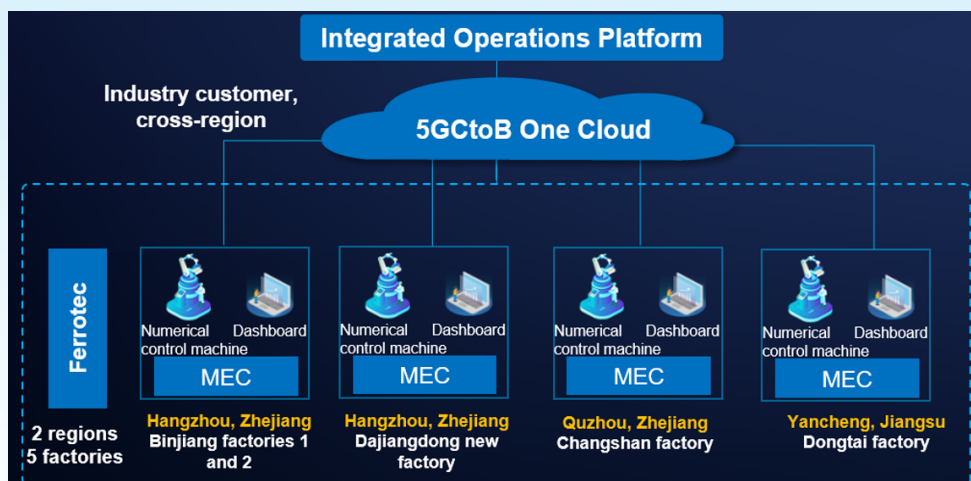 Integrated Operations Platform
Industry customer,
cross-region
5GCtoB One Cloud
Ferrotec
2 regions
5 factories
Numerical
control machine
Dashboard
MEC
Hangzhou, Zhejiang
Binjiang factories 1
and 2
Numerical
control machine
Dashboard
MEC
Hangzhou, Zhejiang
Dajiangdong new
factory
Numerical
control machine
Dashboard
MEC
Quzhou, Zhejiang
Changshan factory
Numerical
control machine
Dashboard
MEC
Yancheng, Jiangsu
Dongtai factory